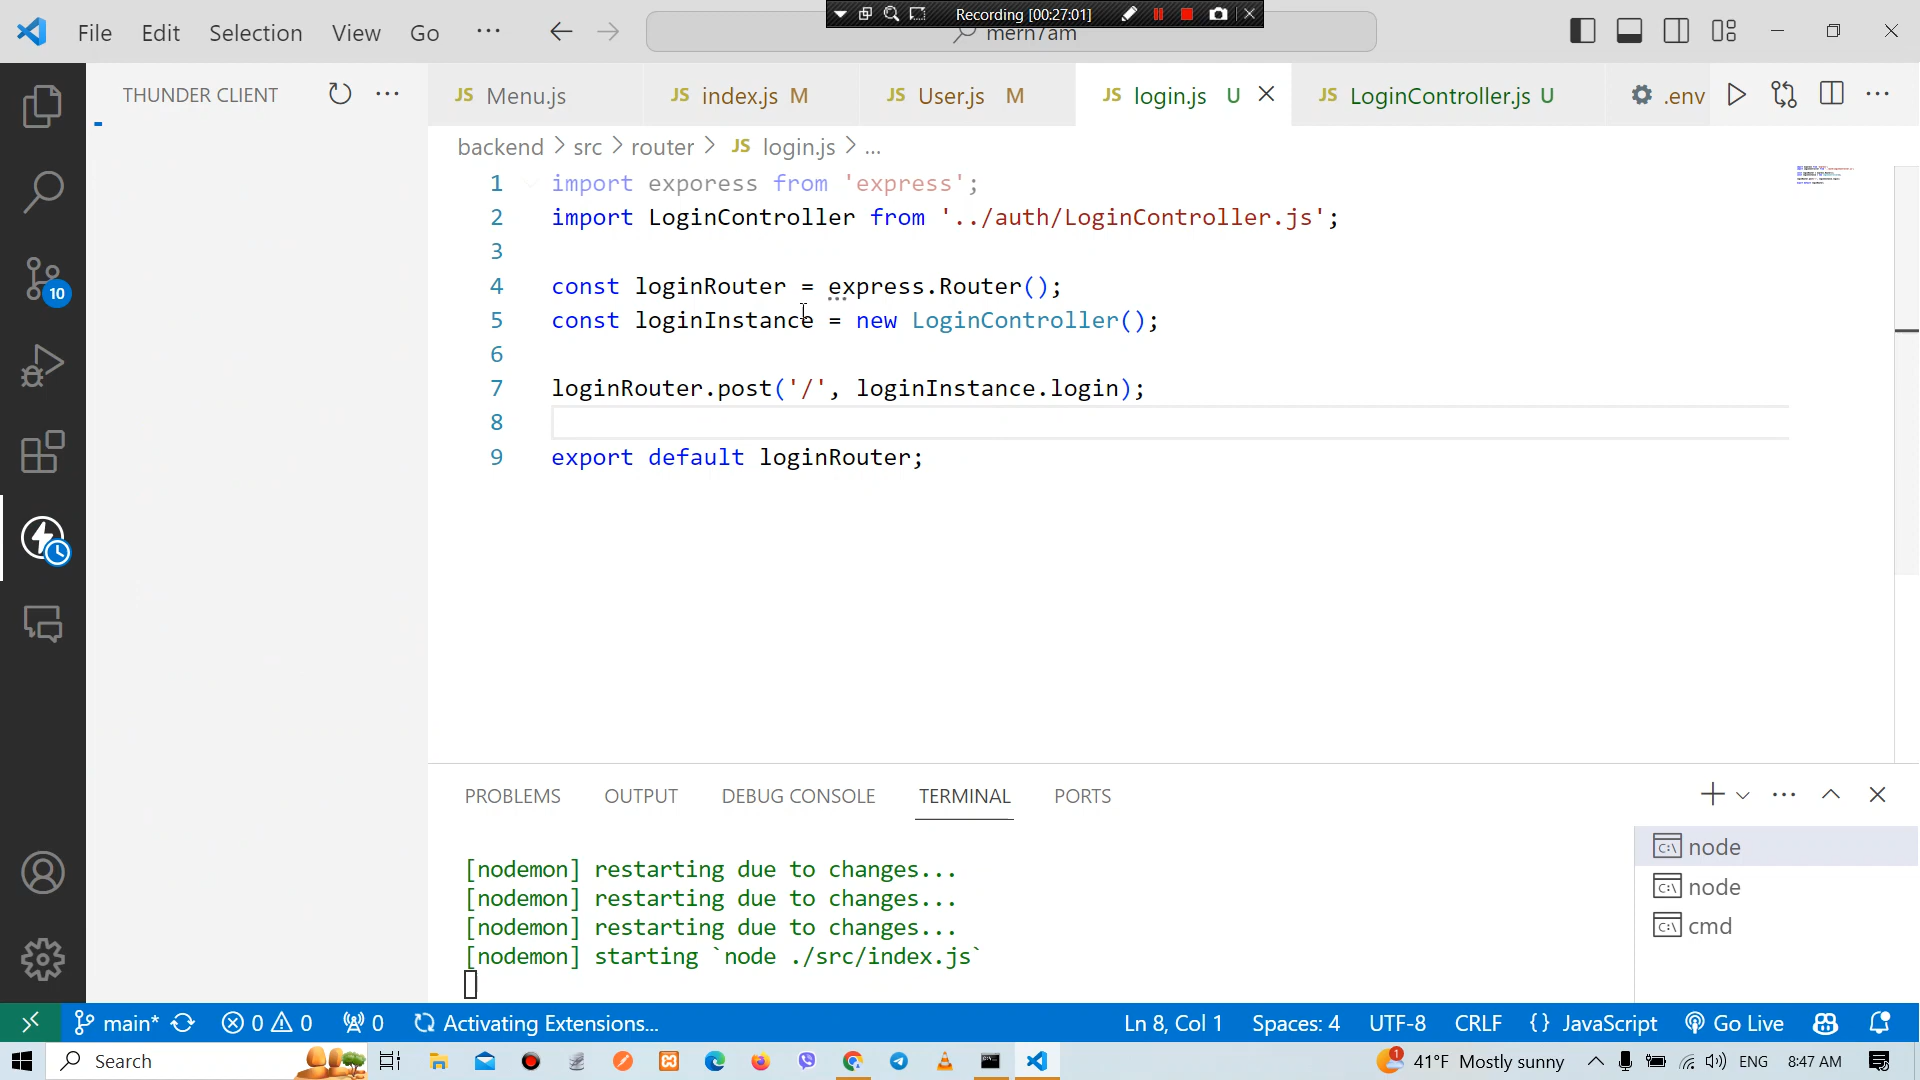 Recording [00:27:01]
File Edit Selection View Go ··· mern7am
THUNDER CLIENT ···
JS Menu.js JS index.js M JS User.js M JS login.js U JS LoginController.js U .env ···
backend > src > router > JS login.js > ...
1 import exporess from 'express';
2 import LoginController from '../auth/LoginController.js';
3
4 const loginRouter = express.Router();
5 const loginInstance = new LoginController();
6
7 loginRouter.post('/', loginInstance.login);
8
9 export default loginRouter;
10
PROBLEMS OUTPUT DEBUG CONSOLE TERMINAL PORTS
[nodemon] restarting due to changes...
[nodemon] restarting due to changes...
[nodemon] restarting due to changes...
[nodemon] starting `node ./src/index.js`
node
node
cmd
main* 0 0 0 Activating Extensions... Ln 8, Col 1 Spaces: 4 UTF-8 CRLF {} JavaScript Go Live
Search 1 41°F Mostly sunny ENG 8:47 AM